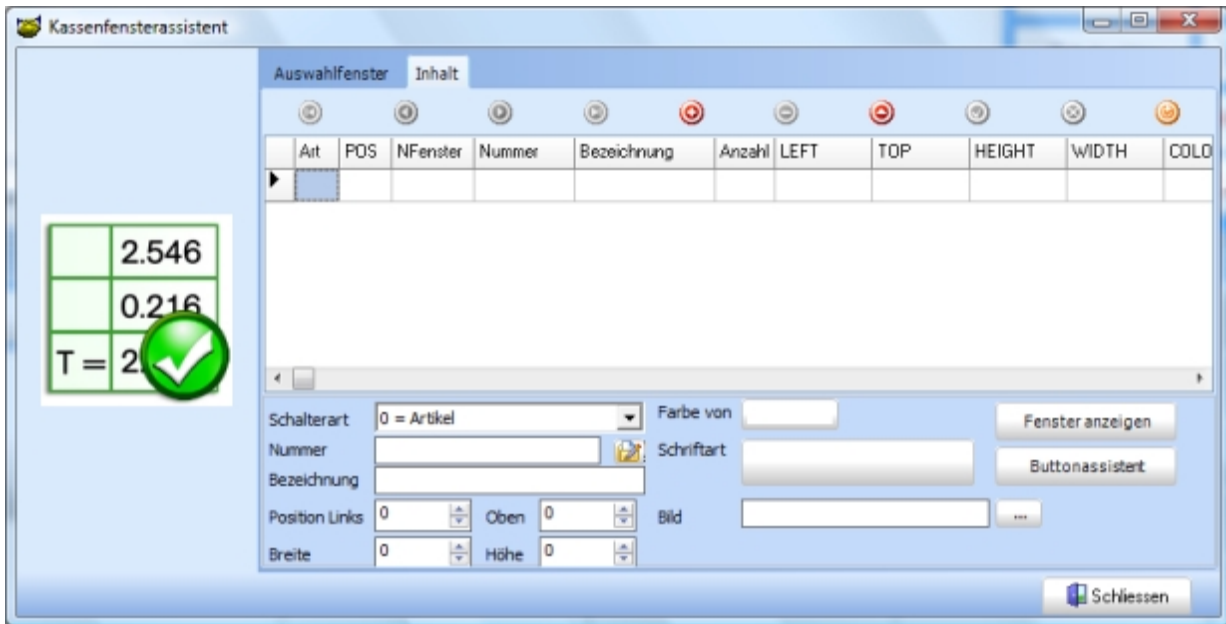 Kassenfensterassistent
Auswahlfenster Inhalt
Art POS NFenster Nummer Bezeichnung Anzahl LEFT TOP HEIGHT WIDTH COLO
2.546
0.216
T = 2.
Schalterart 0 = Artikel Farbe von Fenster anzeigen
Nummer Schriftart Buttonassistent
Bezeichnung
Position Links 0 Oben 0 Bild ...
Breite 0 Höhe 0
Schliessen